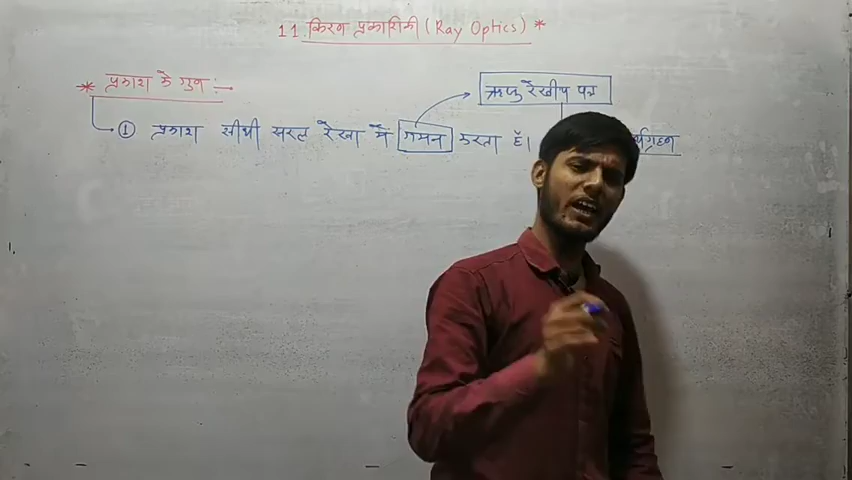 11 किरण प्रकाशिकी (Ray Optics) *
* प्रकाश के गुण :→
ऋजु रेखीय पथ
① प्रकाश सीधी सरल रेखा में गमन करता है।